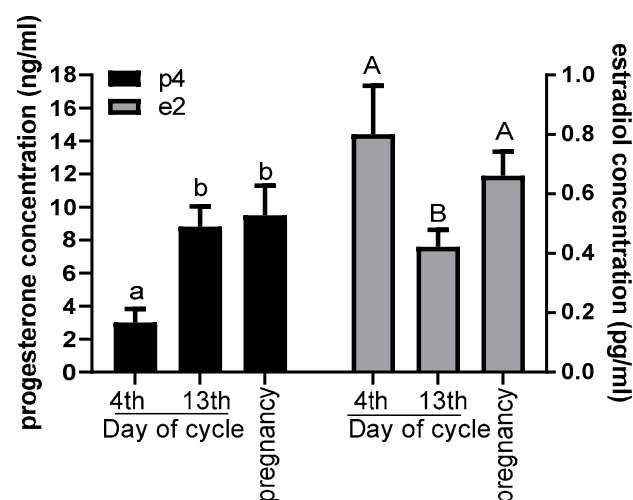 progesterone concentration (ng/ml)
18
16
14
12
10
8
6
4
2
0
p4
e2
a
b
b
A
B
A
4th 13th pregnancy
Day of cycle
4th 13th pregnancy
Day of cycle
1.0
0.8
0.6
0.4
0.2
0.0
estradiol concentration (pg/ml)